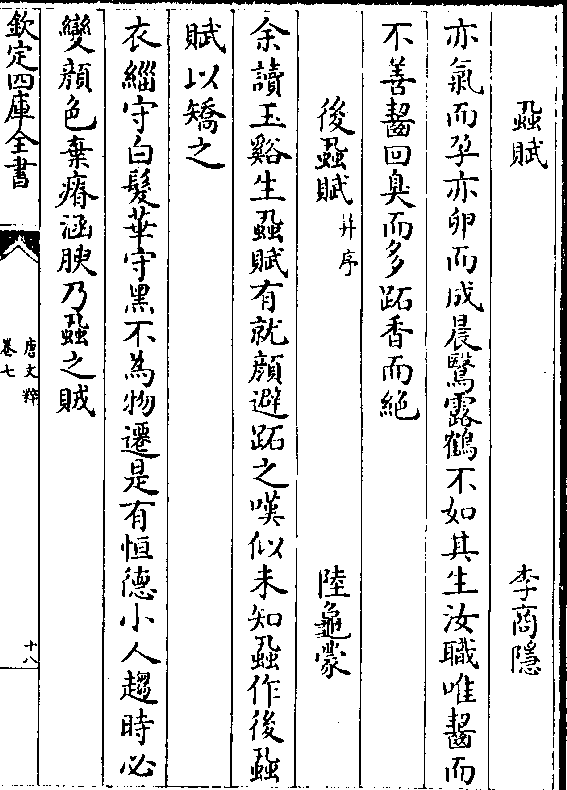 蝨賦 李商隱
亦氣而孕亦卵而成晨鷖露鶴不如其生汝職唯齧而
不善齧回臭而多跖香而絶
後蝨賦 并序 陸龜蒙
余讀玉谿生蝨賦有就顔避跖之嘆似未知蝨作後蝨
賦以矯之
衣緇守白髮華守黑不為物遷是有恒德小人趨時必
變顔色棄瘠涵腴乃蝨之賊
欽定四庫全書
唐文粹
卷七
十八